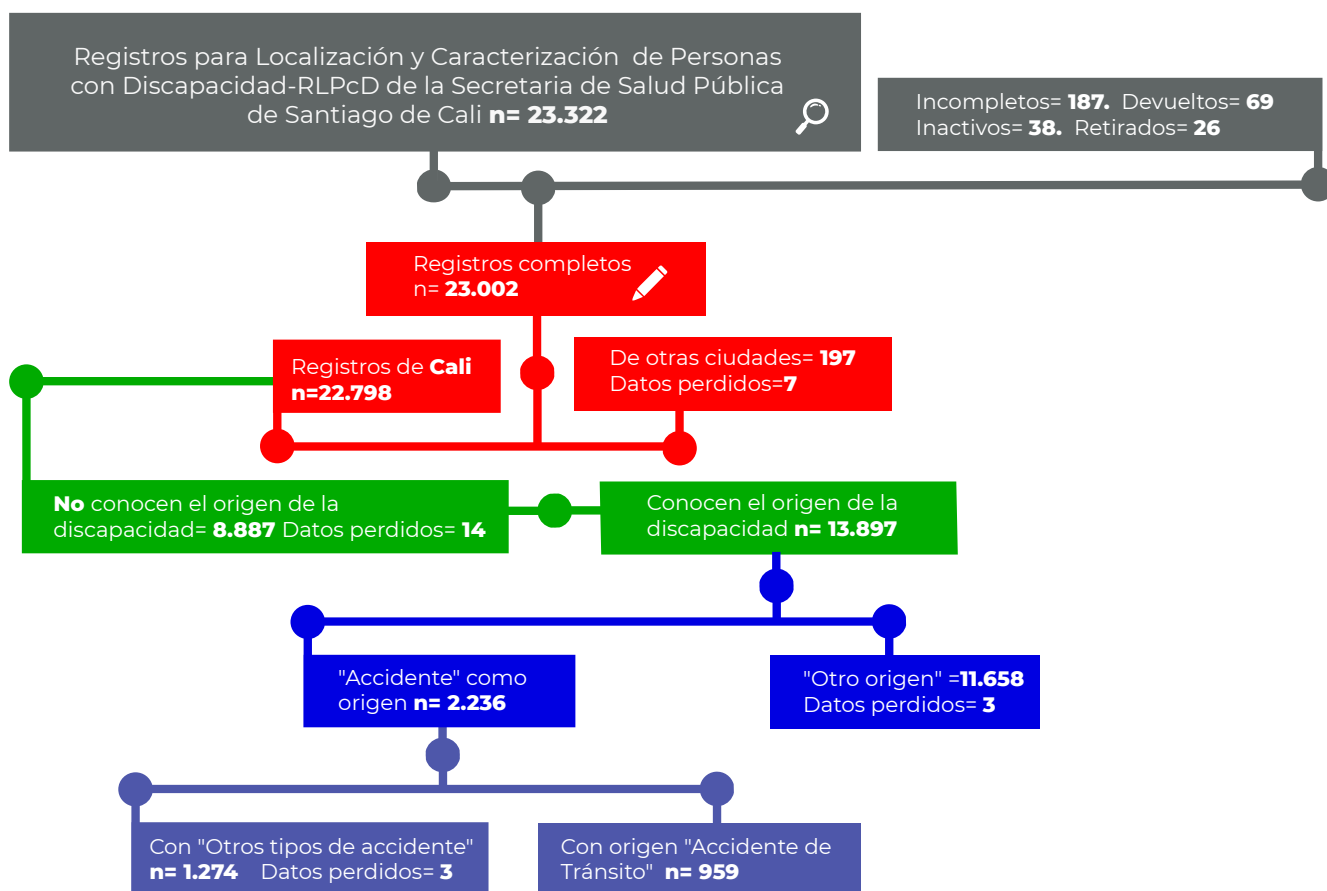 Registros para Localización y Caracterización de Personas
con Discapacidad-RLPcD de la Secretaria de Salud Pública
de Santiago de Cali n= 23.322
Incompletos= 187. Devueltos= 69
Inactivos= 38. Retirados= 26
Registros completos
n= 23.002
Registros de Cali
n=22.798
De otras ciudades= 197
Datos perdidos=7
No conocen el origen de la
discapacidad= 8.887 Datos perdidos= 14
Conocen el origen de la
discapacidad n= 13.897
"Accidente" como
origen n= 2.236
"Otro origen" =11.658
Datos perdidos= 3
Con "Otros tipos de accidente"
n= 1.274 Datos perdidos= 3
Con origen "Accidente de
Tránsito" n= 959